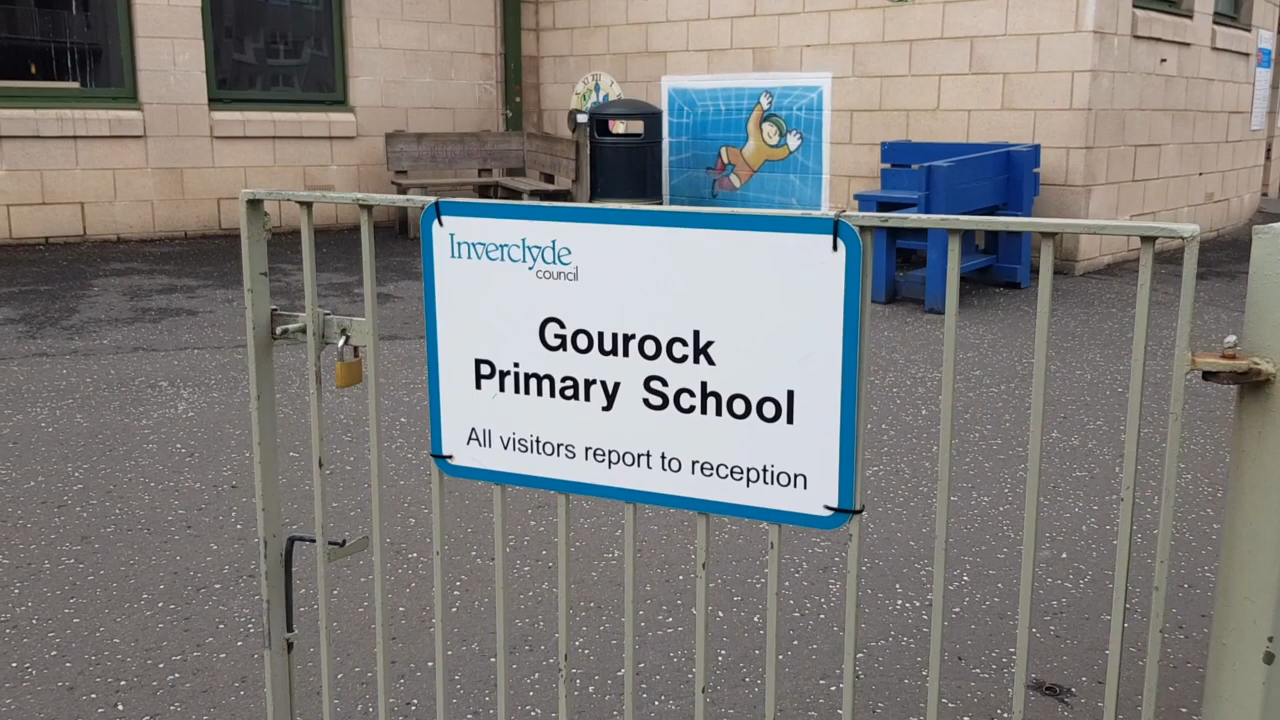 Inverclyde
council
Gourock
Primary School
All visitors report to reception